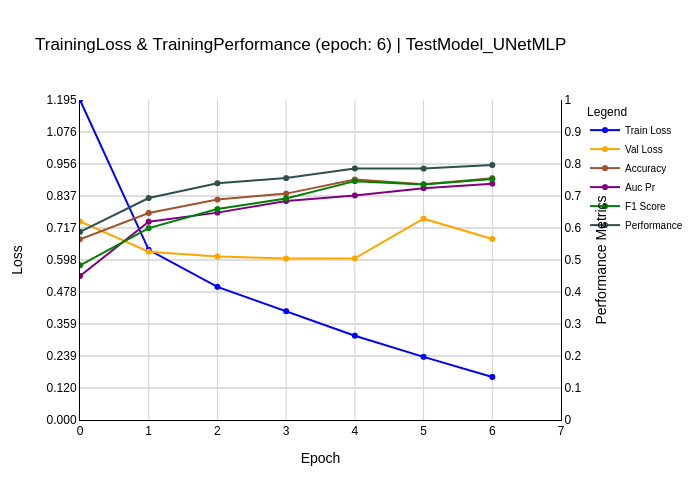 TrainingLoss & TrainingPerformance (epoch: 6) | TestModel_UNetMLP
1.195
1.076
0.956
0.837
0.717
0.598
0.478
0.359
0.239
0.120
0.000
Loss
0 1 2 3 4 5 6 7
Epoch
1
0.9
0.8
0.7
0.6
0.5
0.4
0.3
0.2
0.1
0
Performance Metrics
Legend
Train Loss
Val Loss
Accuracy
Auc Pr
F1 Score
Performance